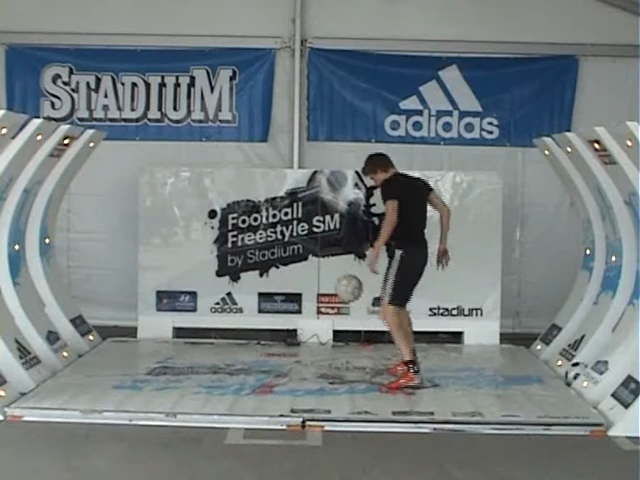 STADIUM
adidas
Football
Freestyle SM
by Stadium
adidas
stadium